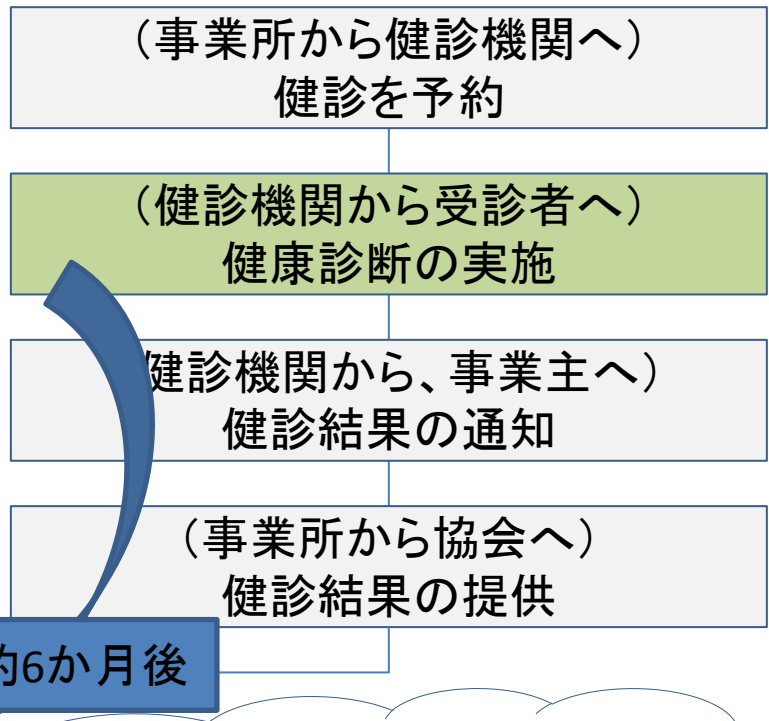 （事業所から健診機関へ）
健診を予約
（健診機関から受診者へ）
健康診断の実施
健診機関から、事業主へ）
健診結果の通知
（事業所から協会へ）
健診結果の提供
約6か月後